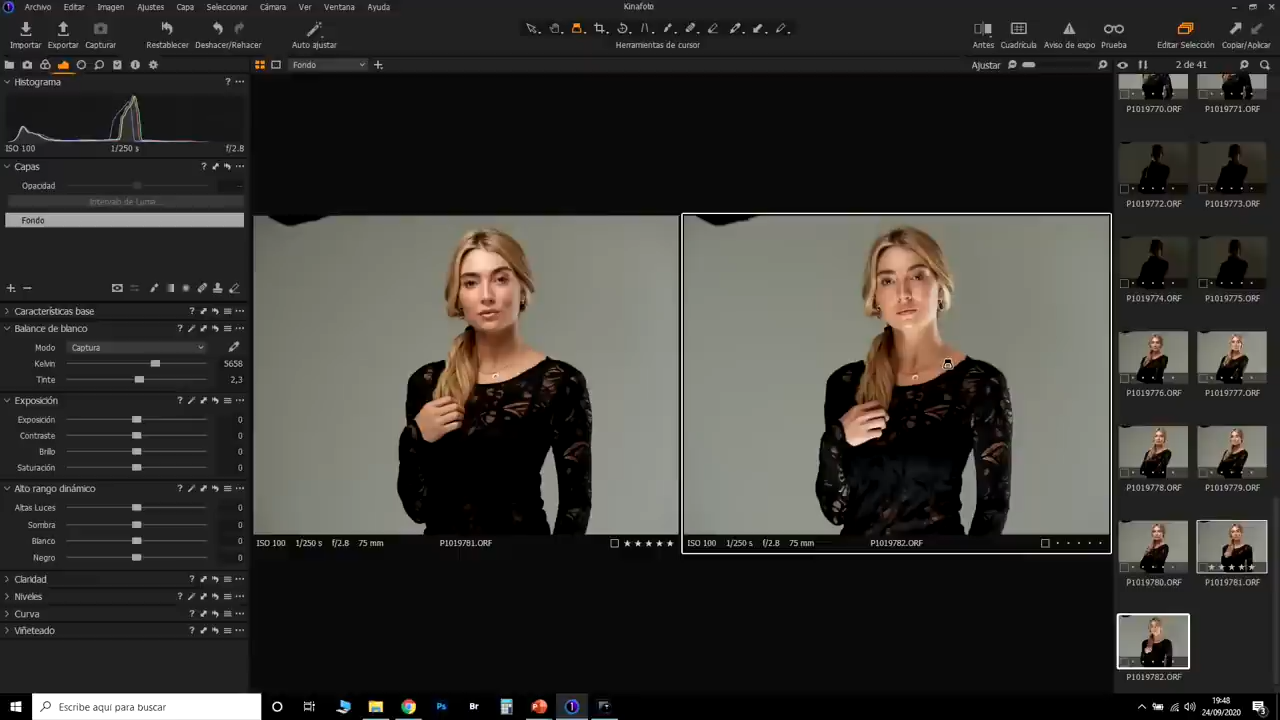 Archivo Editar Imagen Ajustes Capa Seleccionar Cámara Ver Ventana Ayuda
Kinafoto
Importar Exportar Capturar Restablecer Deshacer/Rehacer Auto ajustar
Herramientas de cursor
Antes Cuadrícula Aviso de expo Prueba Editar Selección Copiar/Aplicar
Fondo
Ajustar
2 de 41
Histograma
ISO 100 1/250 s f/2.8
Capas
Opacidad
Intervalo de Luma...
Fondo
Características base
Balance de blanco
Modo Captura
Kelvin 5658
Tinte 2,3
Exposición
Exposición 0
Contraste 0
Brillo 0
Saturación 0
Alto rango dinámico
Altas Luces 0
Sombra 0
Blanco 0
Negro 0
Claridad
Niveles
Curva
Viñeteado
ISO 100 1/250 s f/2.8 75 mm P1019781.ORF
ISO 100 1/250 s f/2.8 75 mm P1019782.ORF
P1019770.ORF P1019771.ORF
P1019772.ORF P1019773.ORF
P1019774.ORF P1019775.ORF
P1019776.ORF P1019777.ORF
P1019778.ORF P1019779.ORF
P1019780.ORF P1019781.ORF
P1019782.ORF
Escribe aquí para buscar
Ps Br
19:48
24/09/2020
3